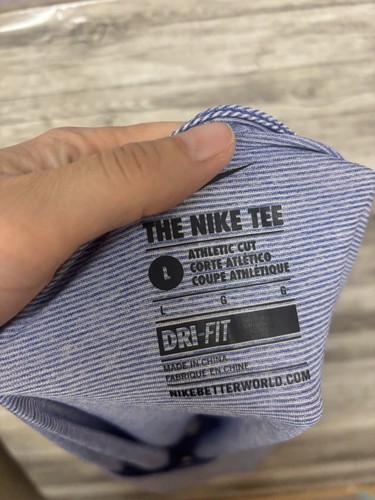 THE NIKE TEE
L
ATHLETIC CUT
CORTE ATLÉTICO
COUPE ATHLÉTIQUE
L G G
DRI-FIT
MADE IN CHINA
FABRIQUÉ EN CHINE
NIKEBETTERWORLD.COM